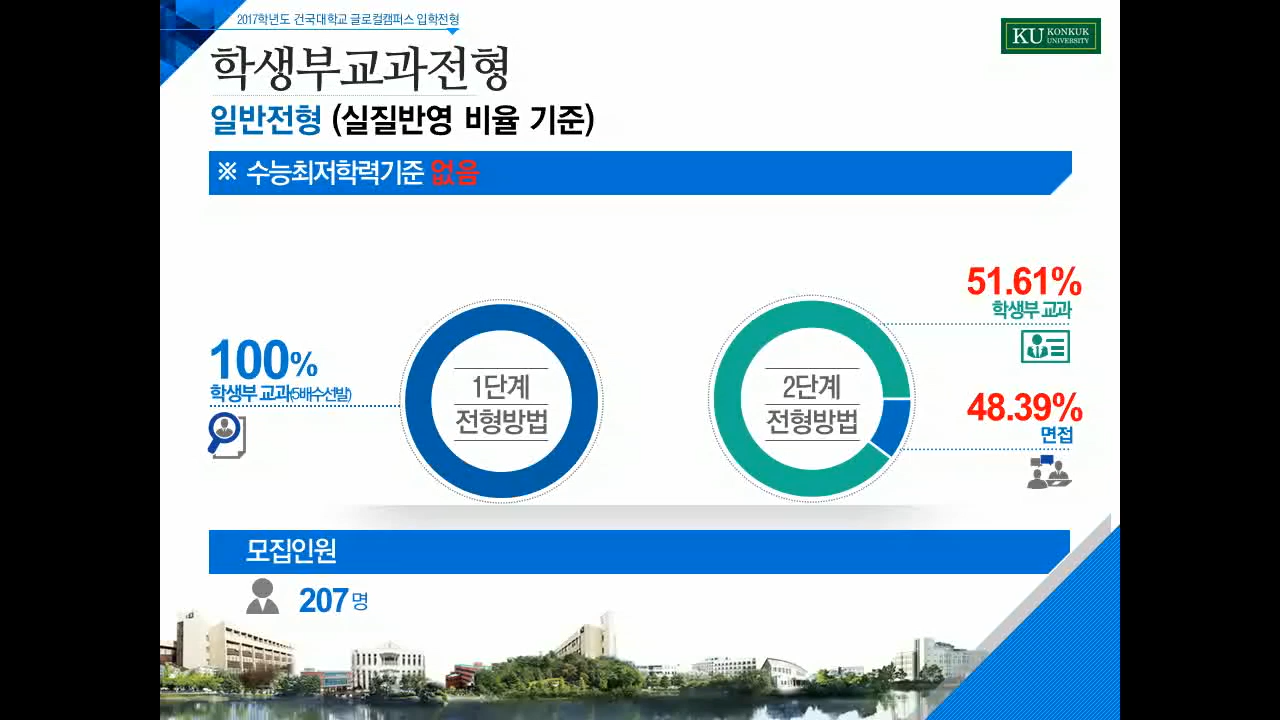 2017학년도 건국대학교 글로컬캠퍼스 입학전형
KU KONKUK UNIVERSITY
학생부교과전형
일반전형 (실질반영 비율 기준)
※ 수능최저학력기준 없음
100%
학생부 교과(5배수선발)
1단계
전형방법
2단계
전형방법
51.61%
학생부 교과
48.39%
면접
모집인원
207명